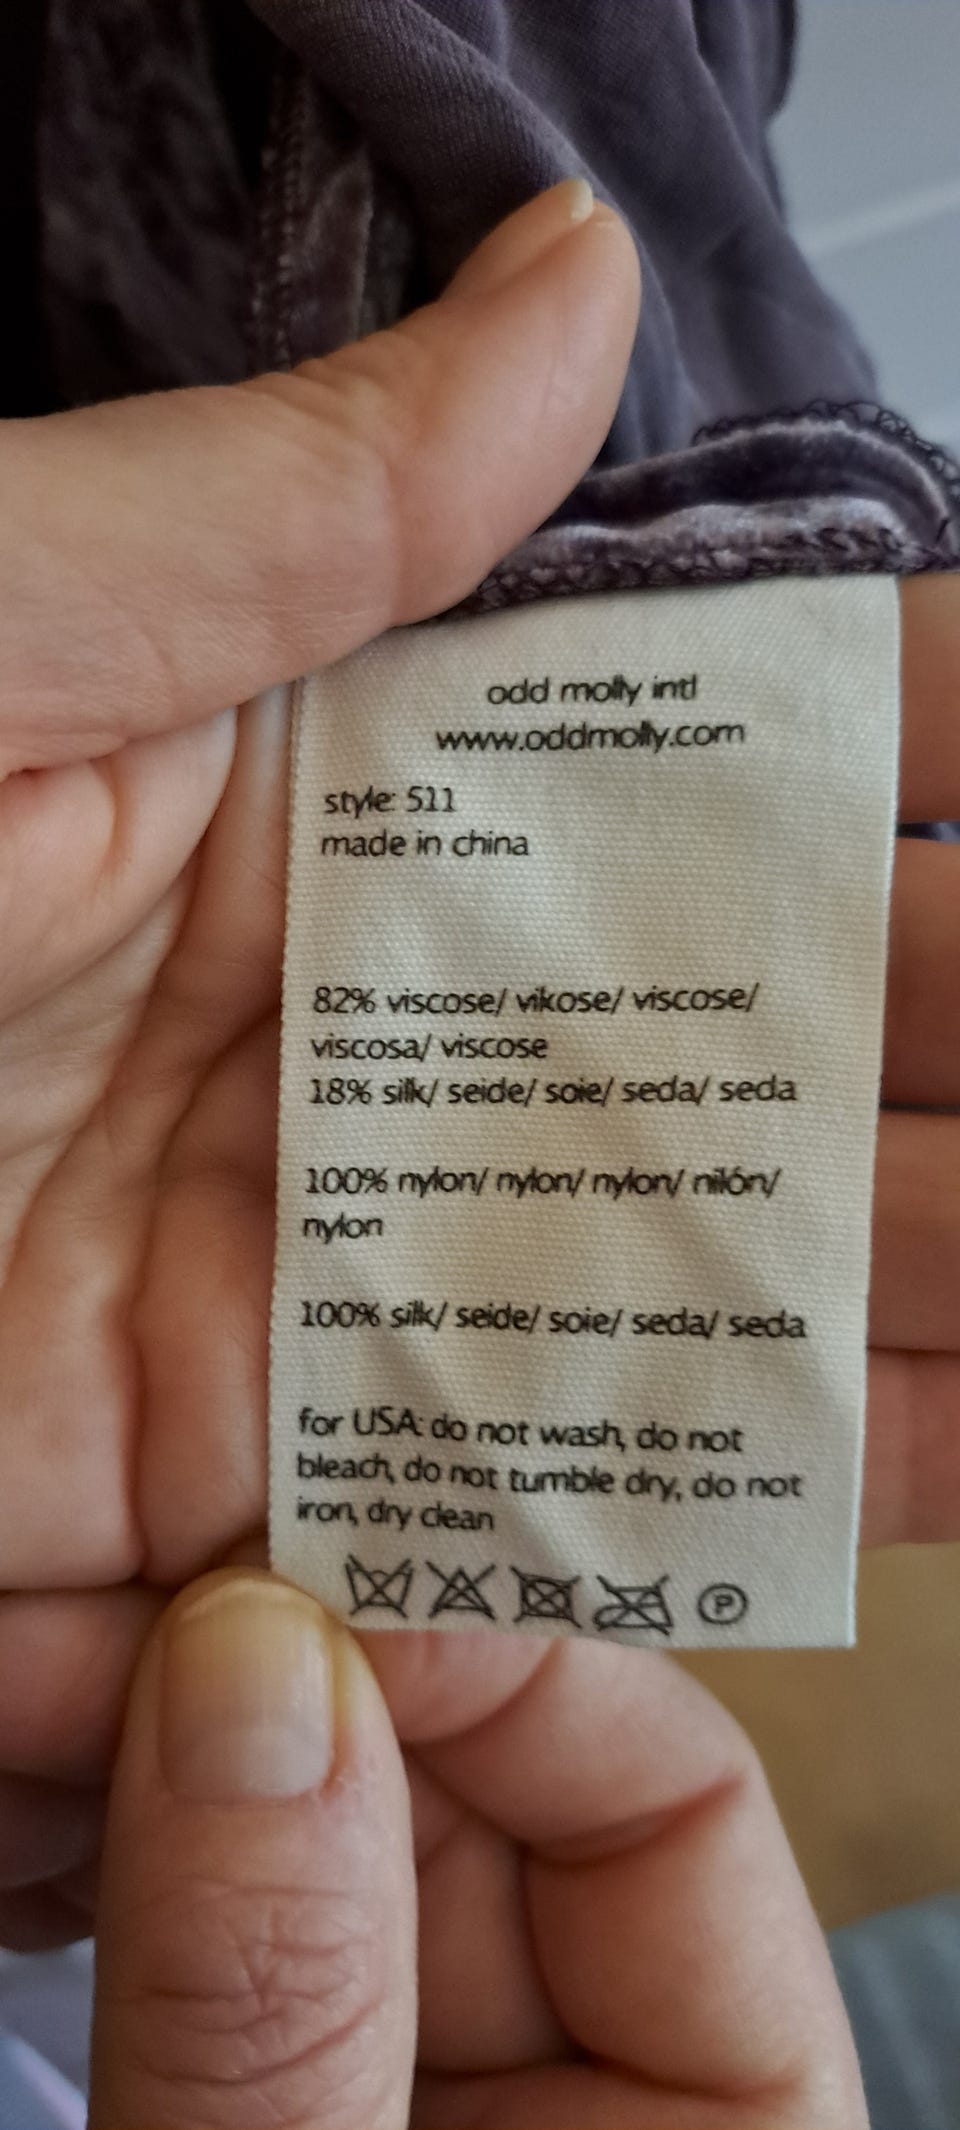 odd molly intl
www.oddmolly.com
style: 511
made in china
82% viscose/ vikose/ viscose/
viscosa/ viscose
18% silk/ seide/ soie/ seda/ seda
100% nylon/ nylon/ nylon/ nilón/
nylon
100% silk/ seide/ soie/ seda/ seda
for USA: do not wash, do not
bleach, do not tumble dry, do not
iron, dry clean
P